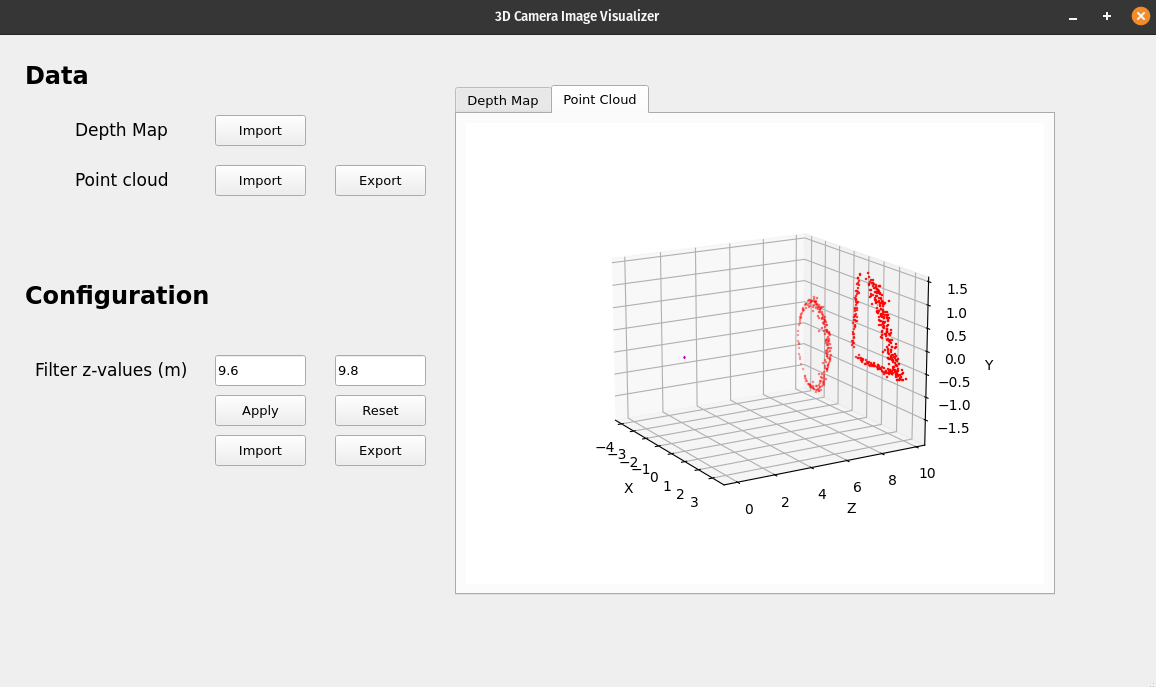 3D Camera Image Visualizer
Data
Depth Map Import
Point cloud Import Export
Configuration
Filter z-values (m) 9.6 9.8
Apply Reset
Import Export
Depth Map Point Cloud
1.5
1.0
0.5
0.0
Y
−0.5
−1.0
−1.5
−4 −3 −2 −1 0 1 2 3
X
0 2 4 6 8 10
Z